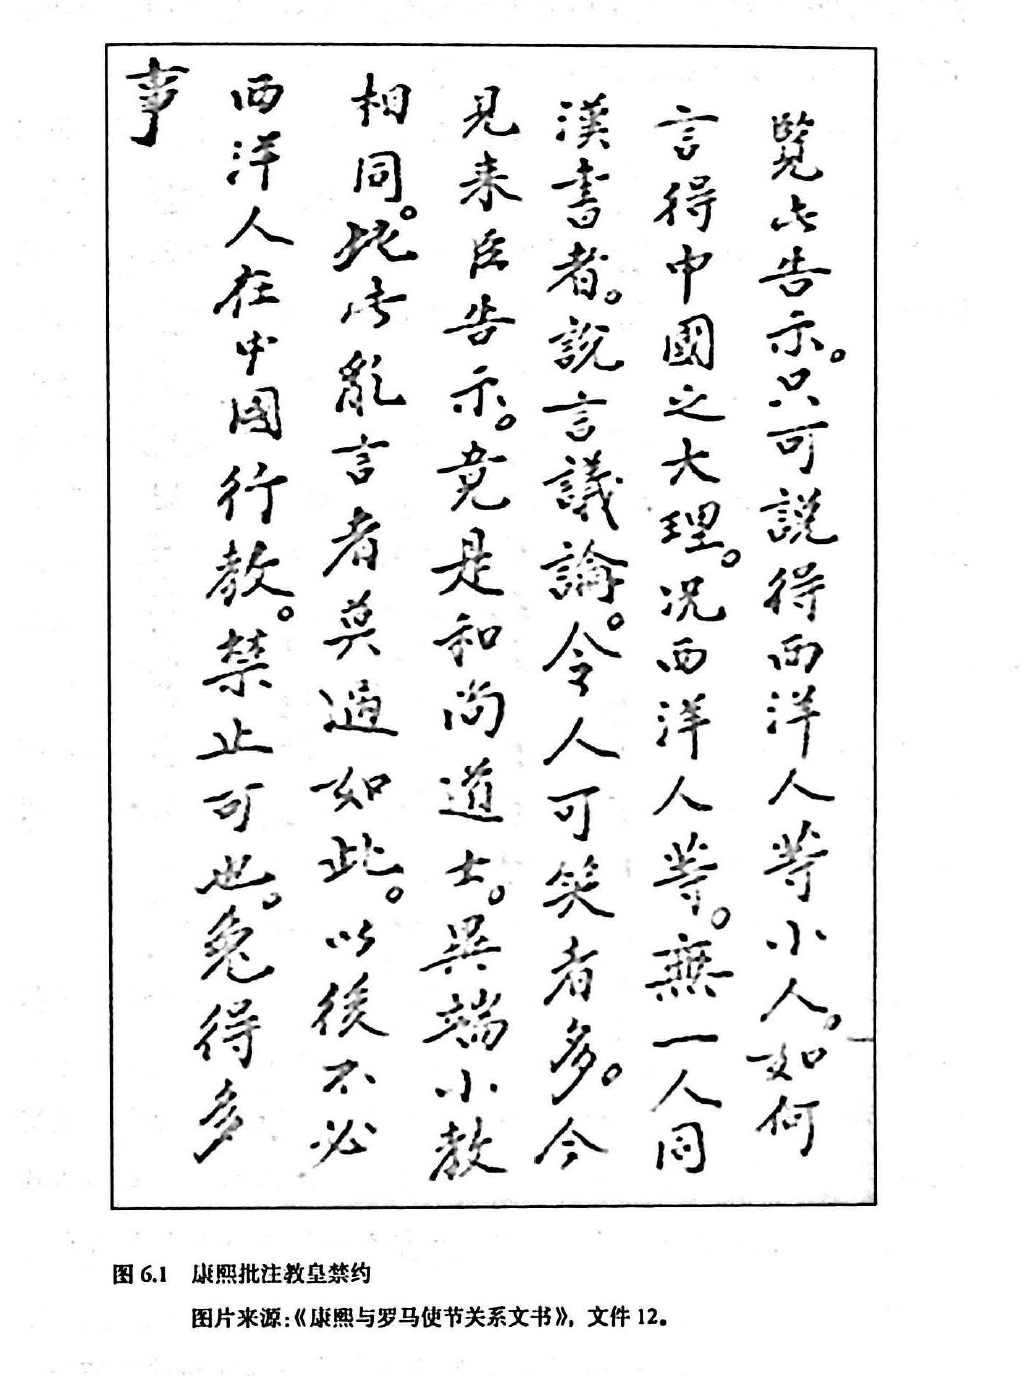 覽此告示。只可說得西洋人等小人。如何
言得中國之大理。况西洋人等。無一人同
漢書者。說言議論。令人可笑者多。今
見来臣告示。竟是和尚道士。異端小教
相同。此比亂言者莫過如此。以後不必
西洋人在中國行教。禁止可也。免得多
事
图 6.1 康熙批注教皇禁约
图片来源:《康熙与罗马使节关系文书》, 文件 12。